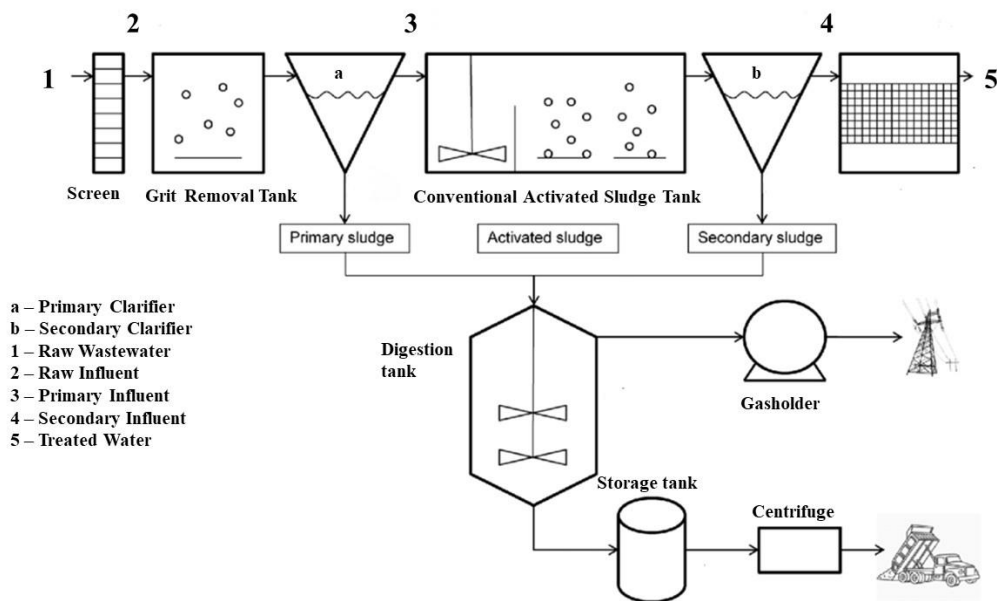 2
3
4
1
a
b
5
Screen
Grit Removal Tank
Conventional Activated Sludge Tank
Primary sludge
Activated sludge
Secondary sludge
a – Primary Clarifier
b – Secondary Clarifier
1 – Raw Wastewater
2 – Raw Influent
3 – Primary Influent
4 – Secondary Influent
5 – Treated Water
Digestion
tank
Gasholder
Storage tank
Centrifuge